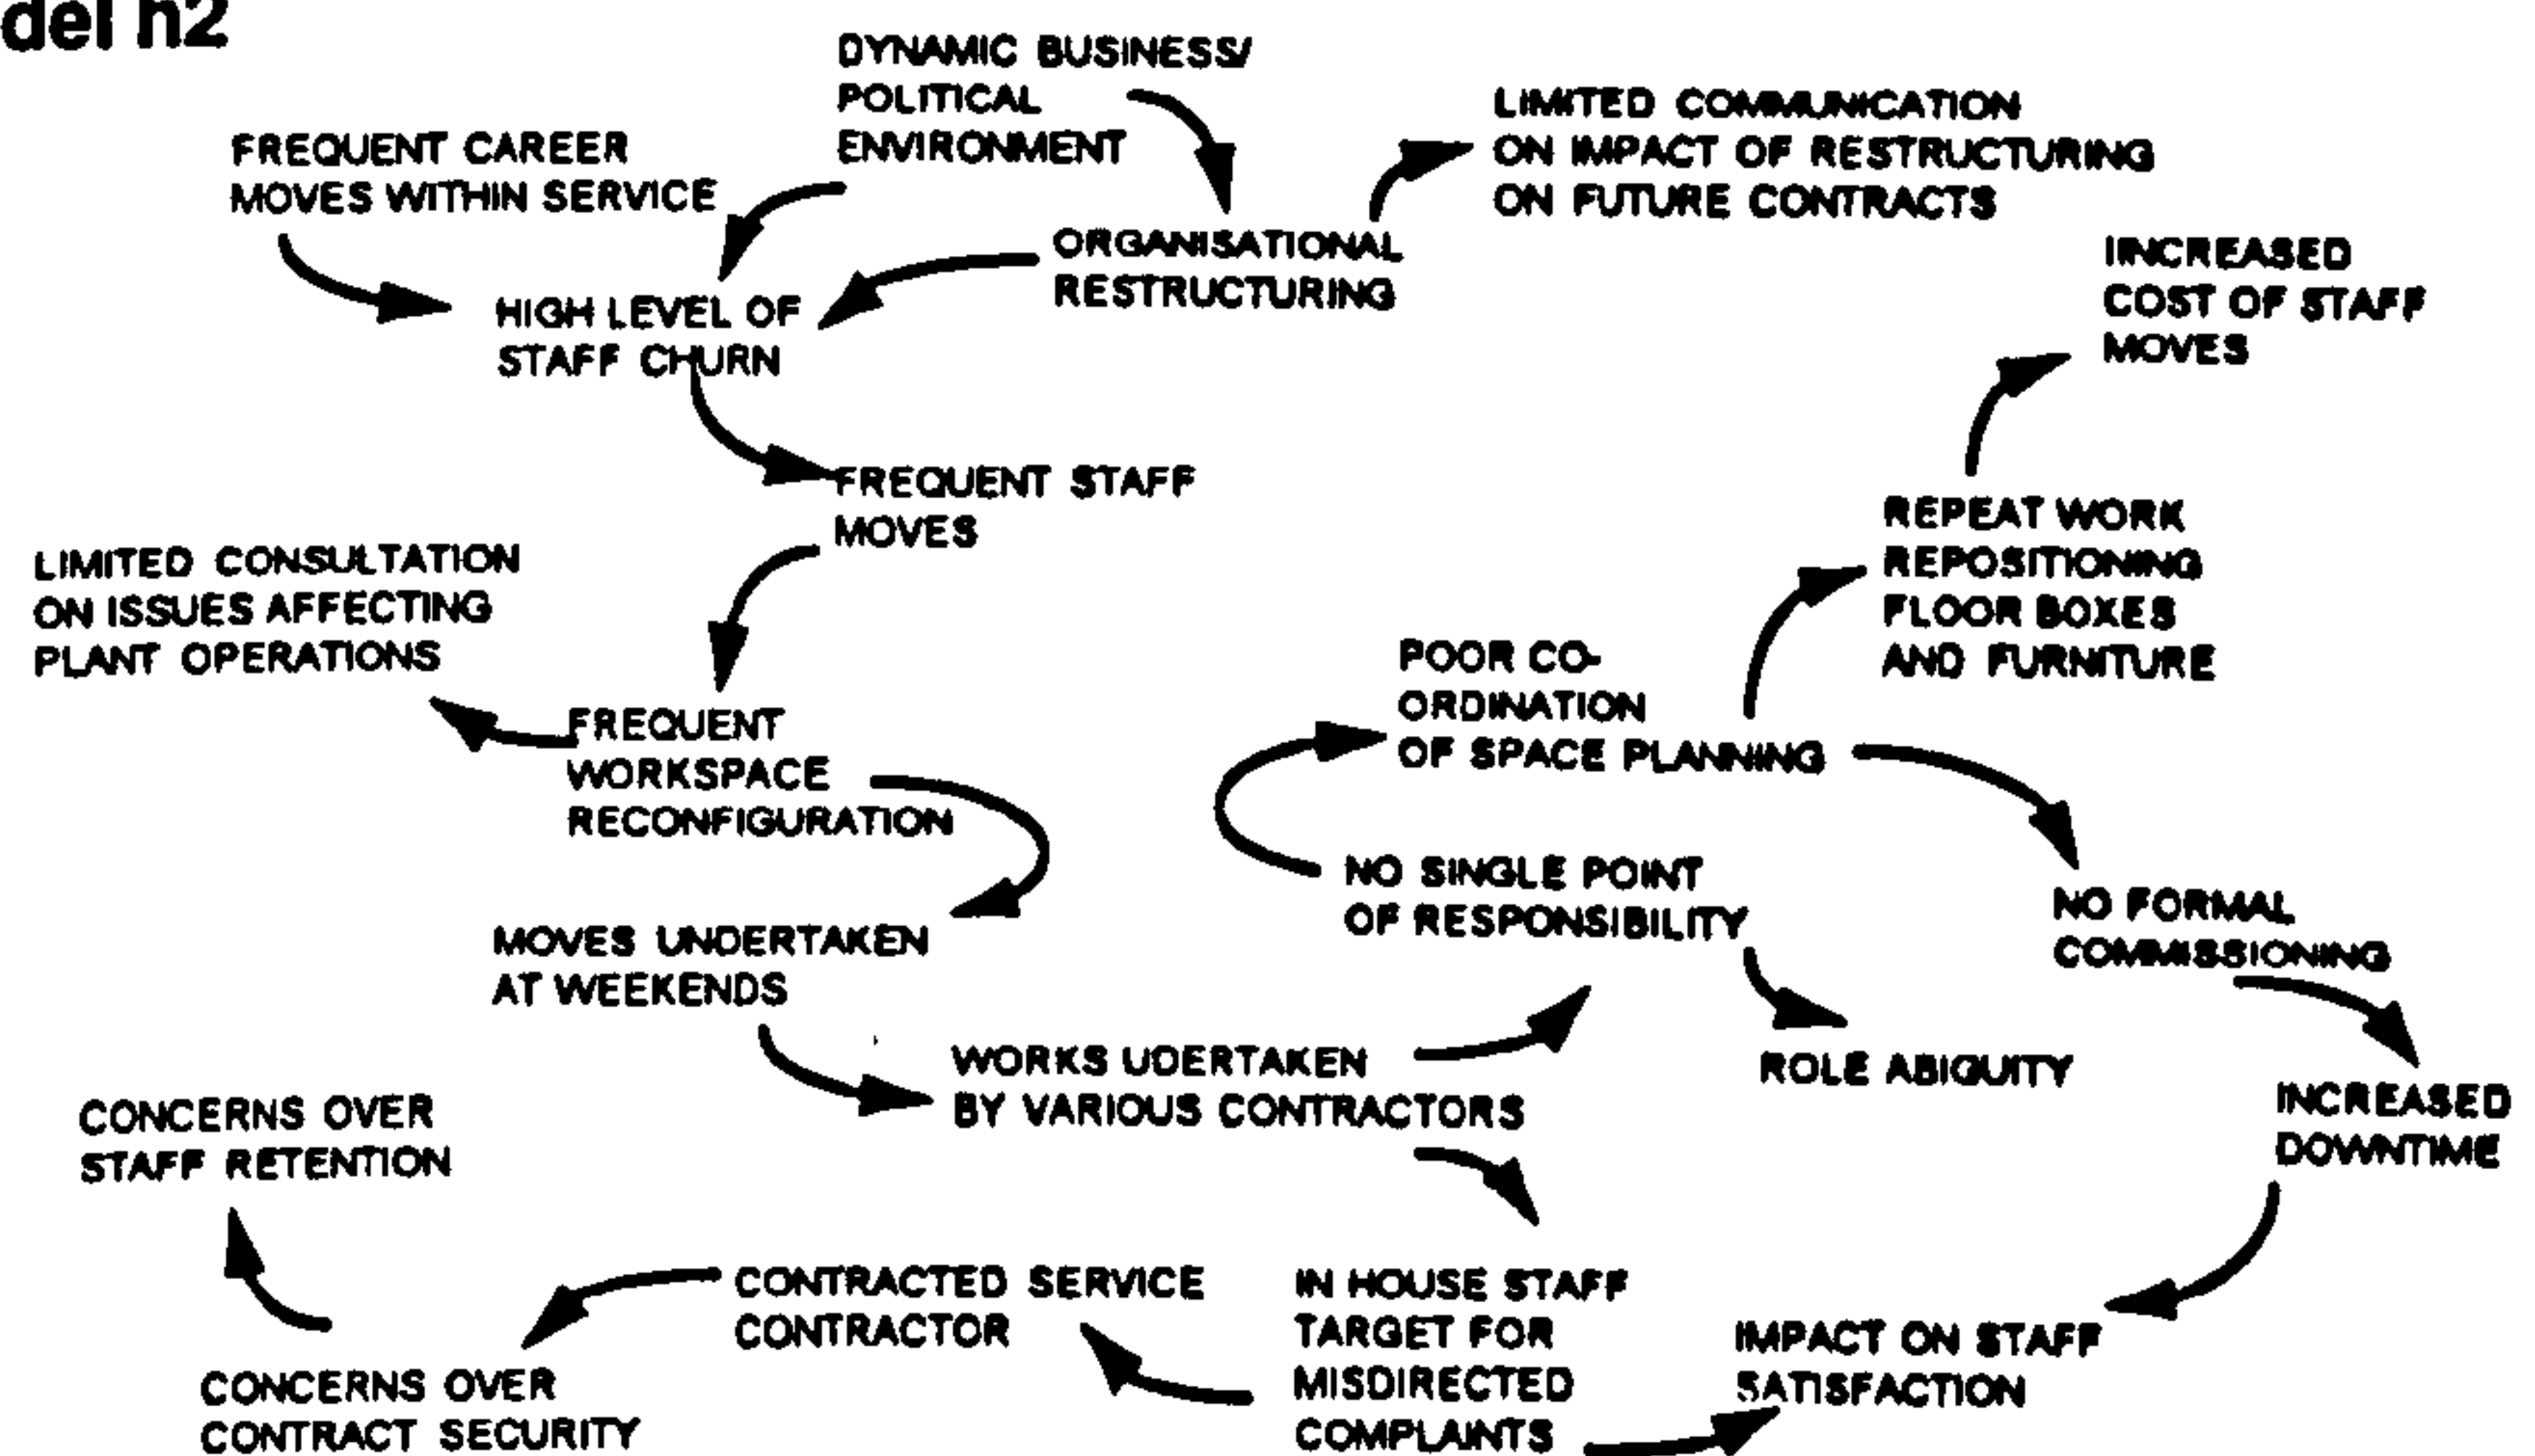 del h2
DYNAMIC BUSINESS/
POLITICAL
ENVIRONMENT
FREQUENT CAREER
MOVES WITHIN SERVICE
LIMITED COMMUNICATION
ON IMPACT OF RESTRUCTURING
ON FUTURE CONTRACTS
ORGANISATIONAL
RESTRUCTURING
IINCREASED
COST OF STAFF
MOVES
HIGH LEVEL OF
STAFF CHURN
FREQUENT STAFF
MOVES
REPEAT WORK
REPOSITIONING
FLOOR BOXES
AND FURNITURE
LIMITED CONSULTATION
ON ISSUES AFFECTING
PLANT OPERATIONS
POOR CO-
ORDINATION
OF SPACE PLANNING
FREQUENT
WORKSPACE
RECONFIGURATION
NO SINGLE POINT
OF RESPONSIBILITY
NO FORMAL
COMMISSIONING
MOVES UNDERTAKEN
AT WEEKENDS
WORKS UDERTAKEN
BY VARIOUS CONTRACTORS
ROLE ABIGUITY
INCREASED
DOWNTIME
CONCERNS OVER
STAFF RETENTION
CONTRACTED SERVICE
CONTRACTOR
IN HOUSE STAFF
TARGET FOR
MISDIRECTED
COMPLAINTS
IMPACT ON STAFF
SATISFACTION
CONCERNS OVER
CONTRACT SECURITY